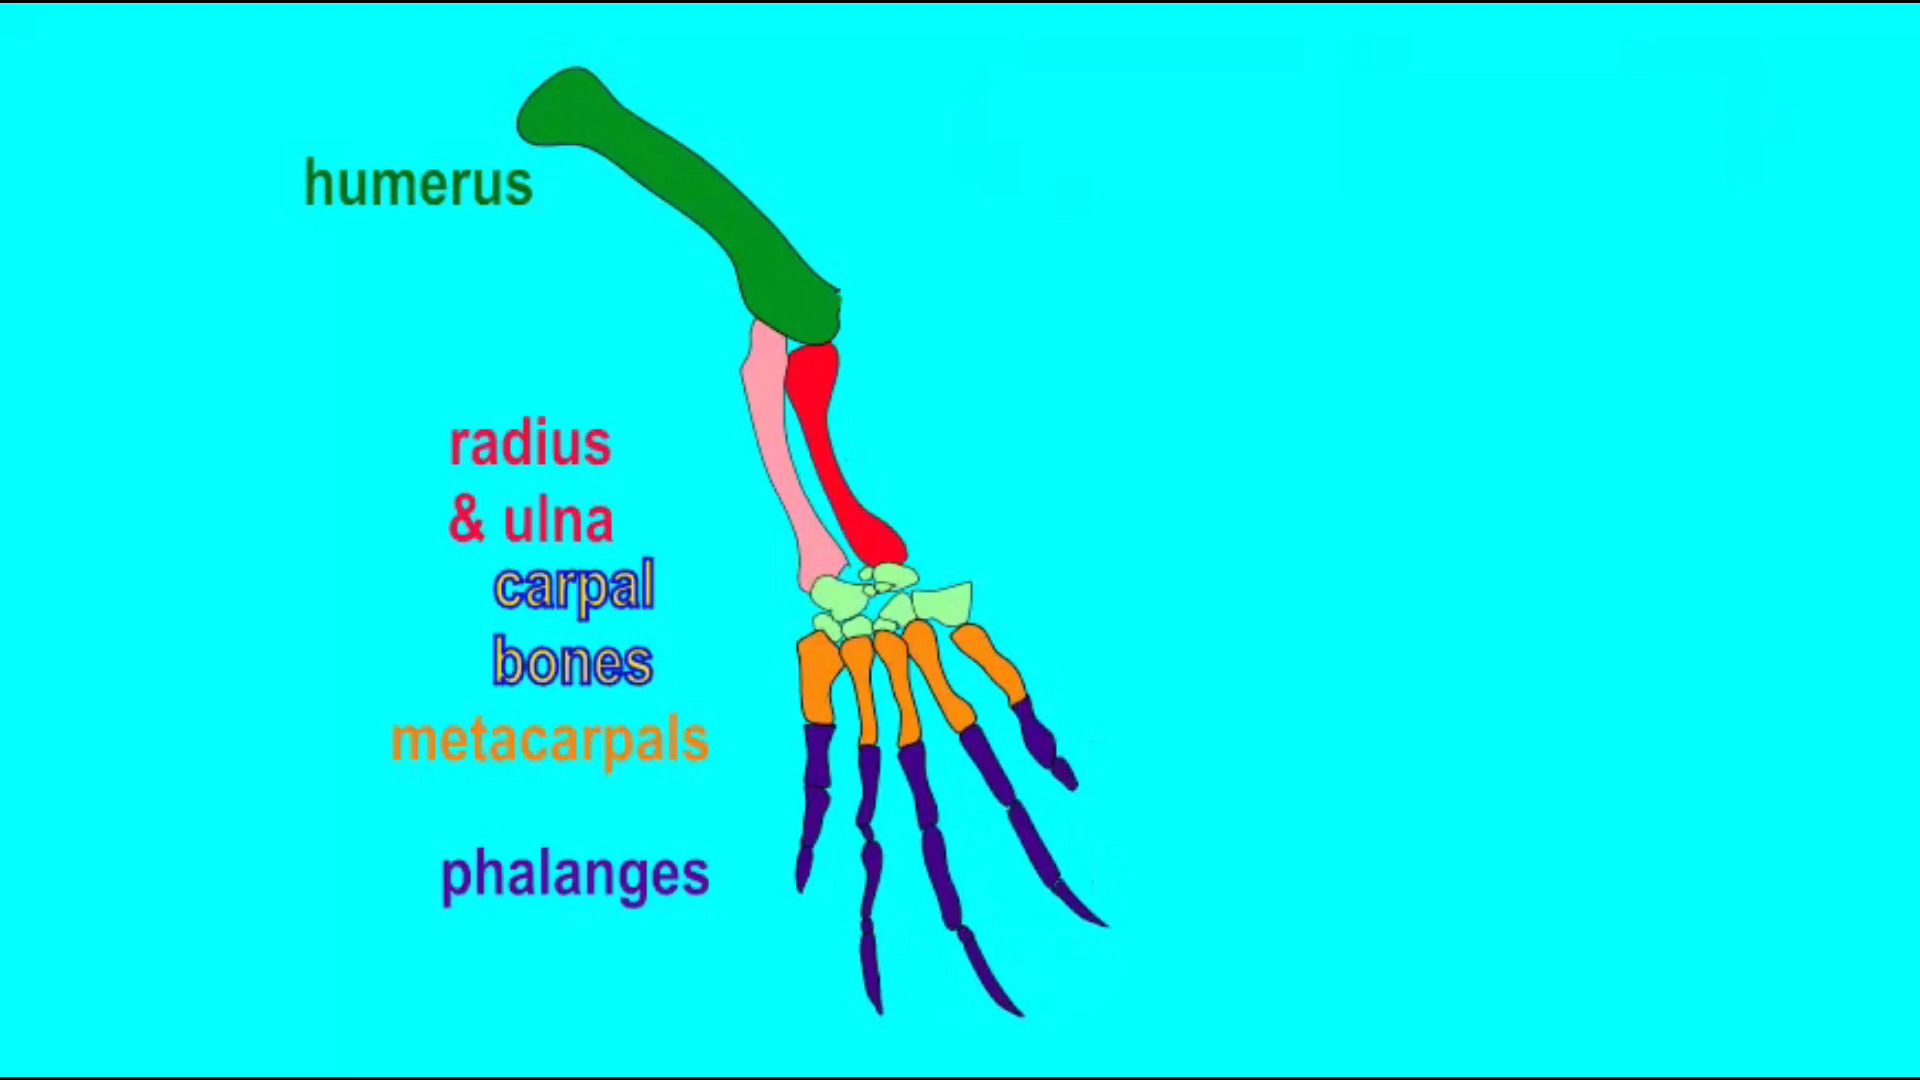 humerus
radius
& ulna
carpal
bones
metacarpals
phalanges